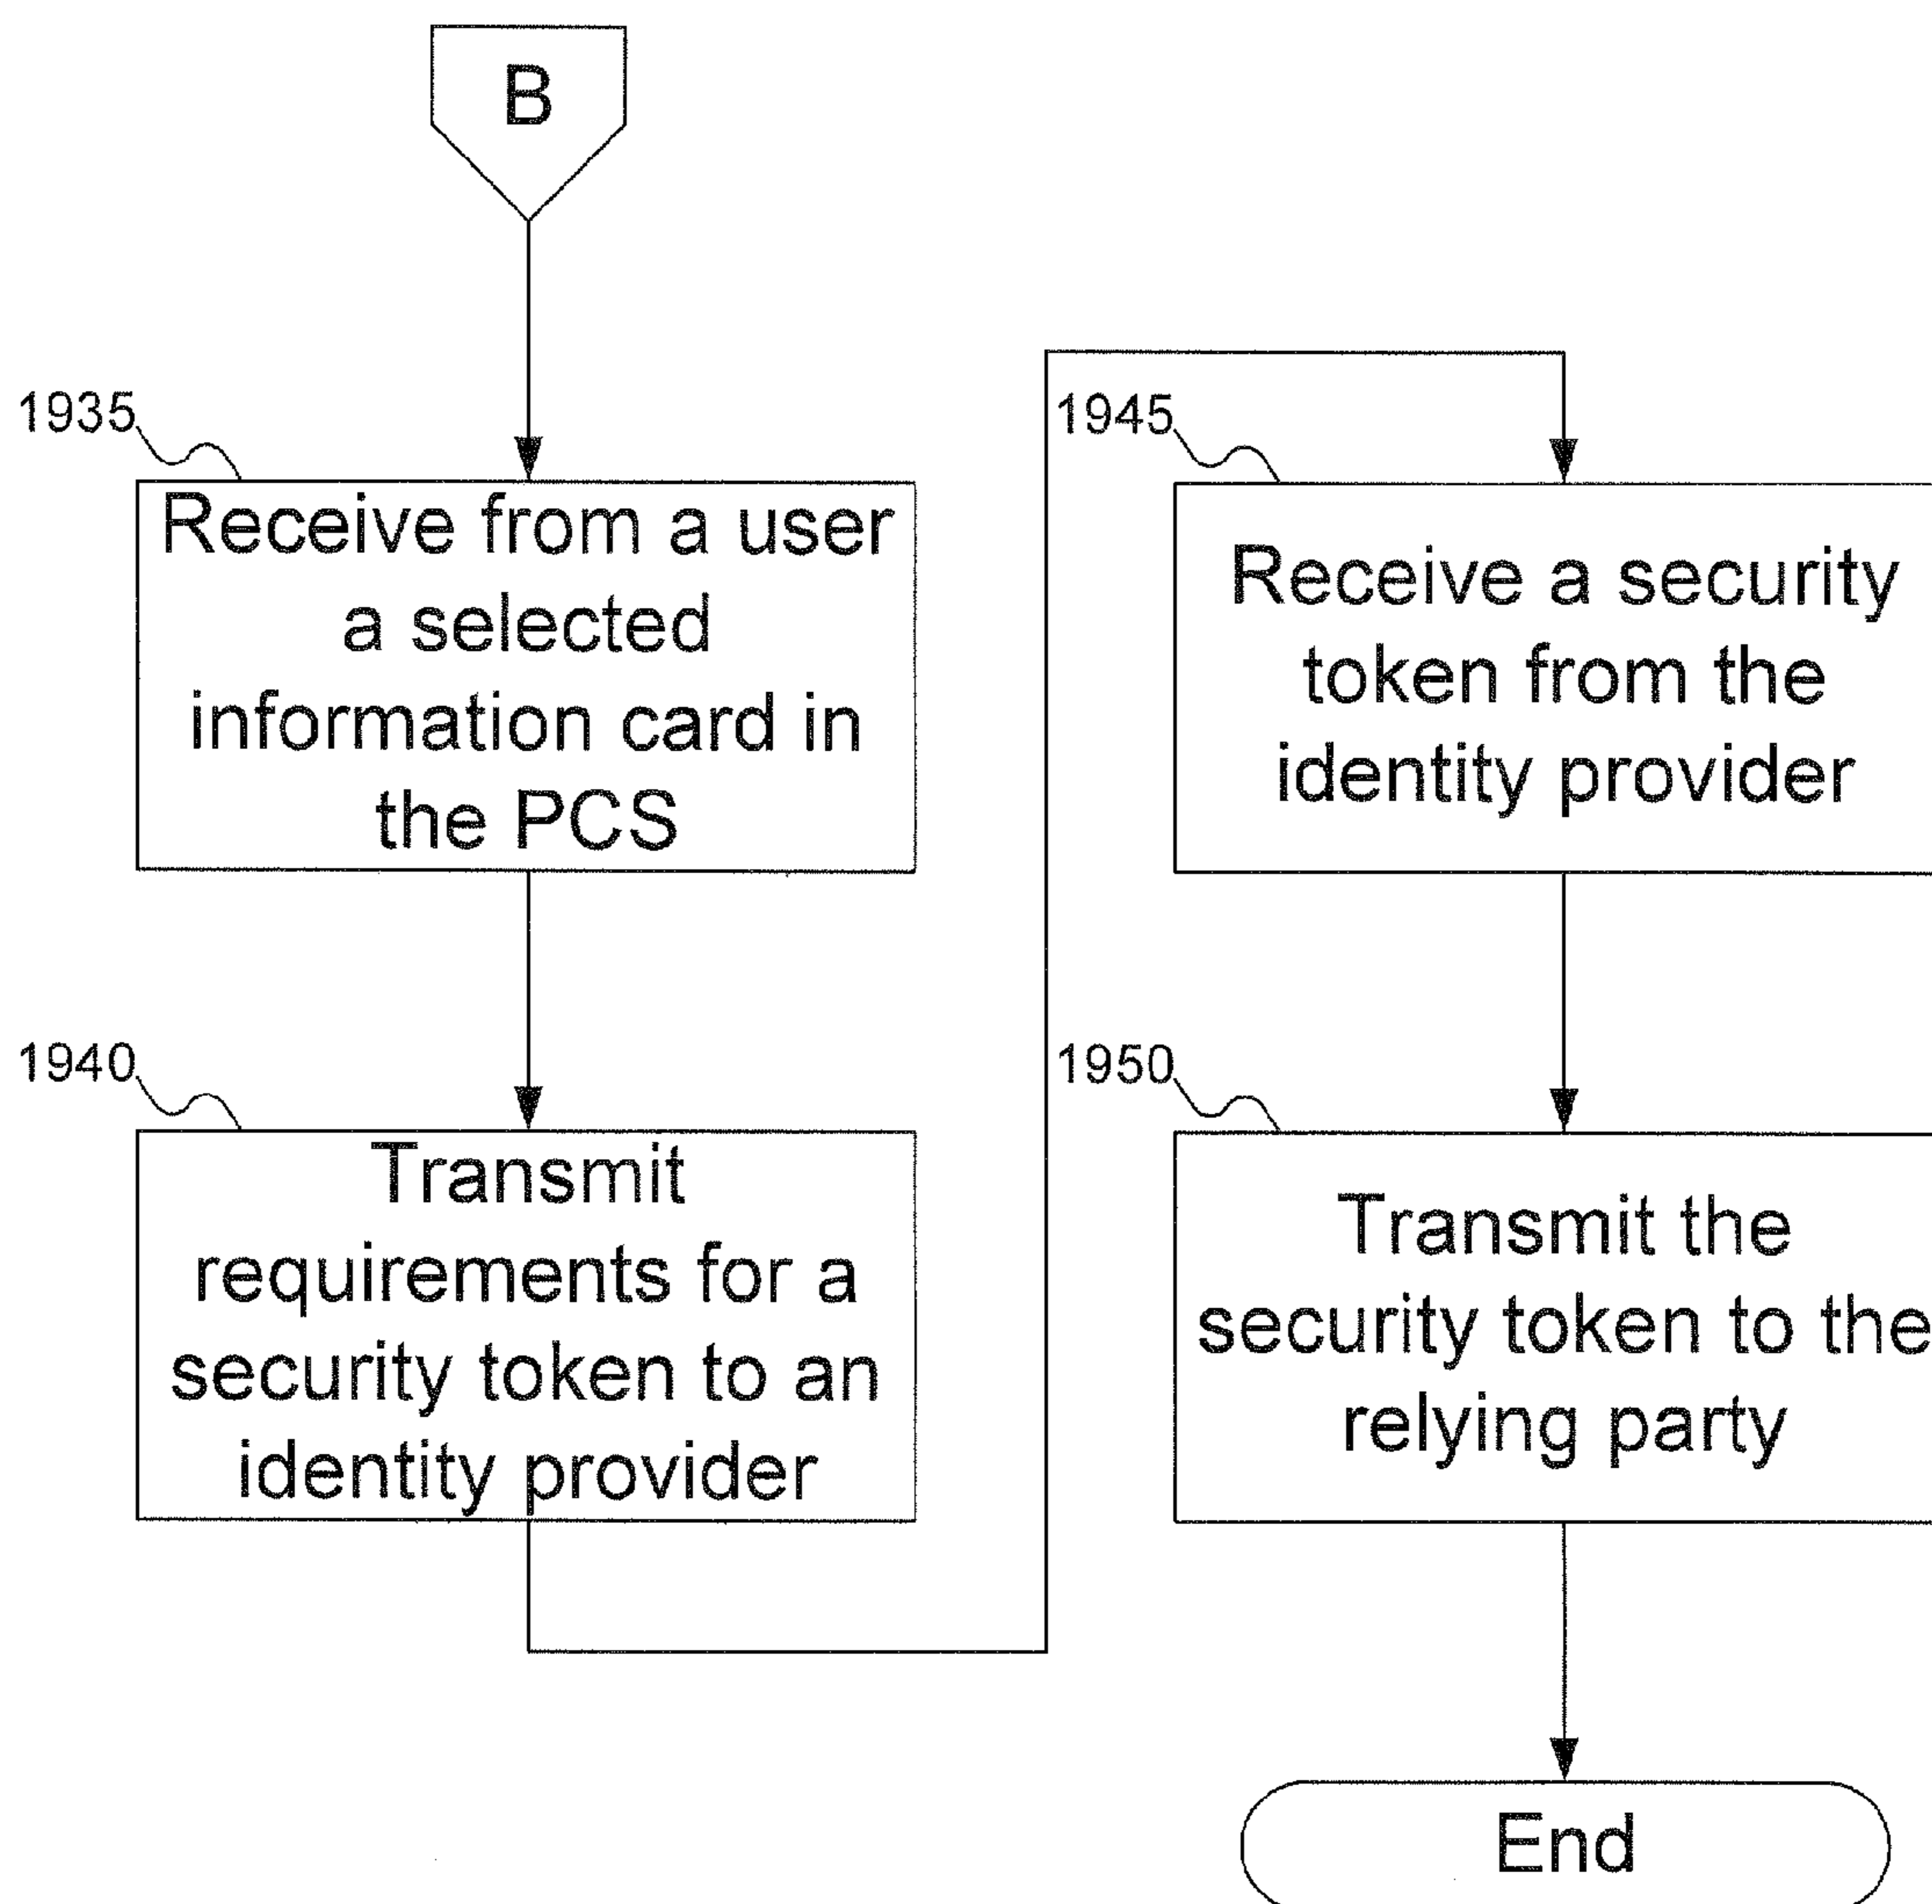 B
1935
Receive from a user
a selected
information card in
the PCS
1940
Transmit
requirements for a
security token to an
identity provider
1945
Receive a security
token from the
identity provider
1950
Transmit the
security token to the
relying party
End